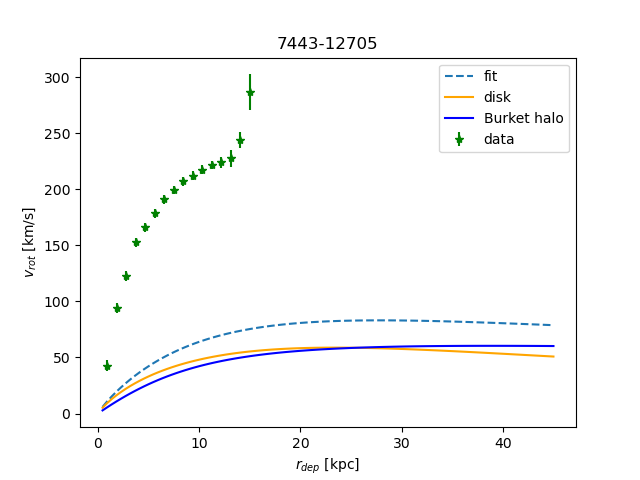 7443-12705
300
250
200
150
100
50
0
v_rot [km/s]
0 10 20 30 40
r_dep [kpc]
fit
disk
Burket halo
data